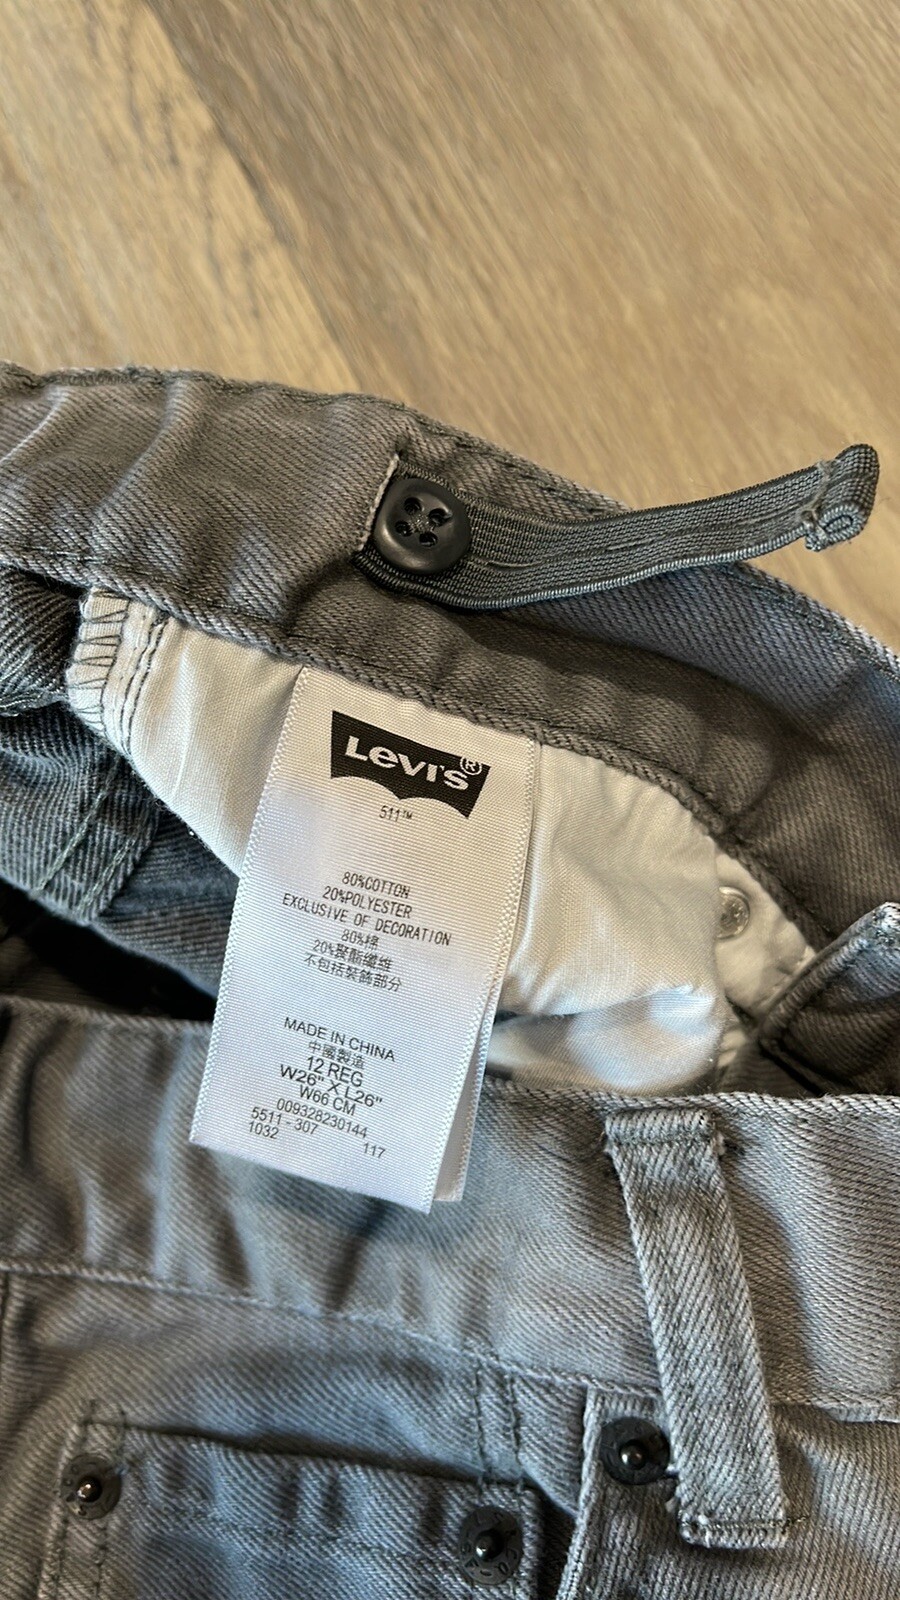 Levi's®
511™
80%COTTON
20%POLYESTER
EXCLUSIVE OF DECORATION
80%棉
20%聚酯纖維
不包括裝飾部分
MADE IN CHINA
中國製造
12 REG
W26" X L26"
W66 CM
009328230144
5511 - 307
1032
117